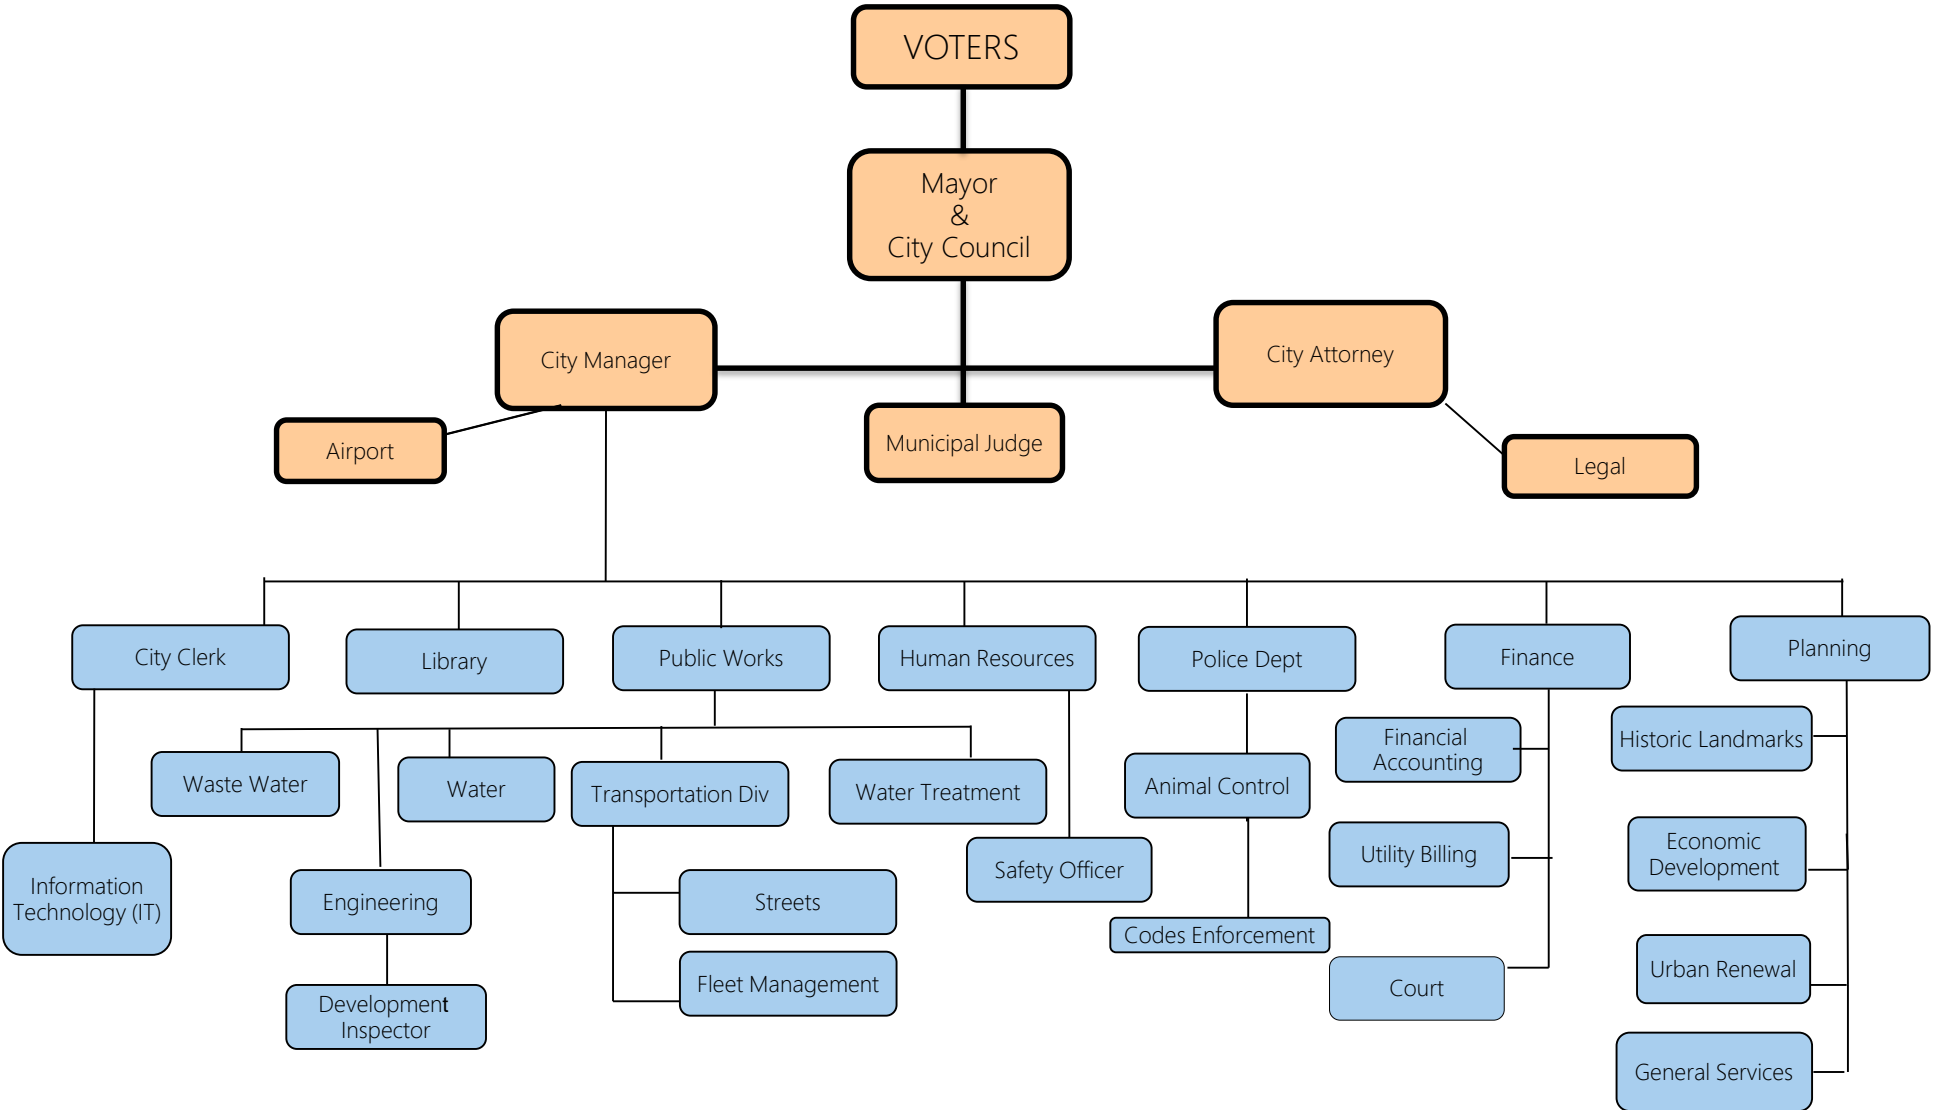 VOTERS
Mayor
&
City Council
City Manager
City Attorney
Airport
Municipal Judge
Legal
City Clerk
Library
Public Works
Human Resources
Police Dept
Finance
Planning
Waste Water
Water
Transportation Div
Water Treatment
Animal Control
Financial
Accounting
Historic Landmarks
Information
Technology (IT)
Engineering
Streets
Safety Officer
Utility Billing
Economic
Development
Codes Enforcement
Development
Inspector
Fleet Management
Court
Urban Renewal
General Services